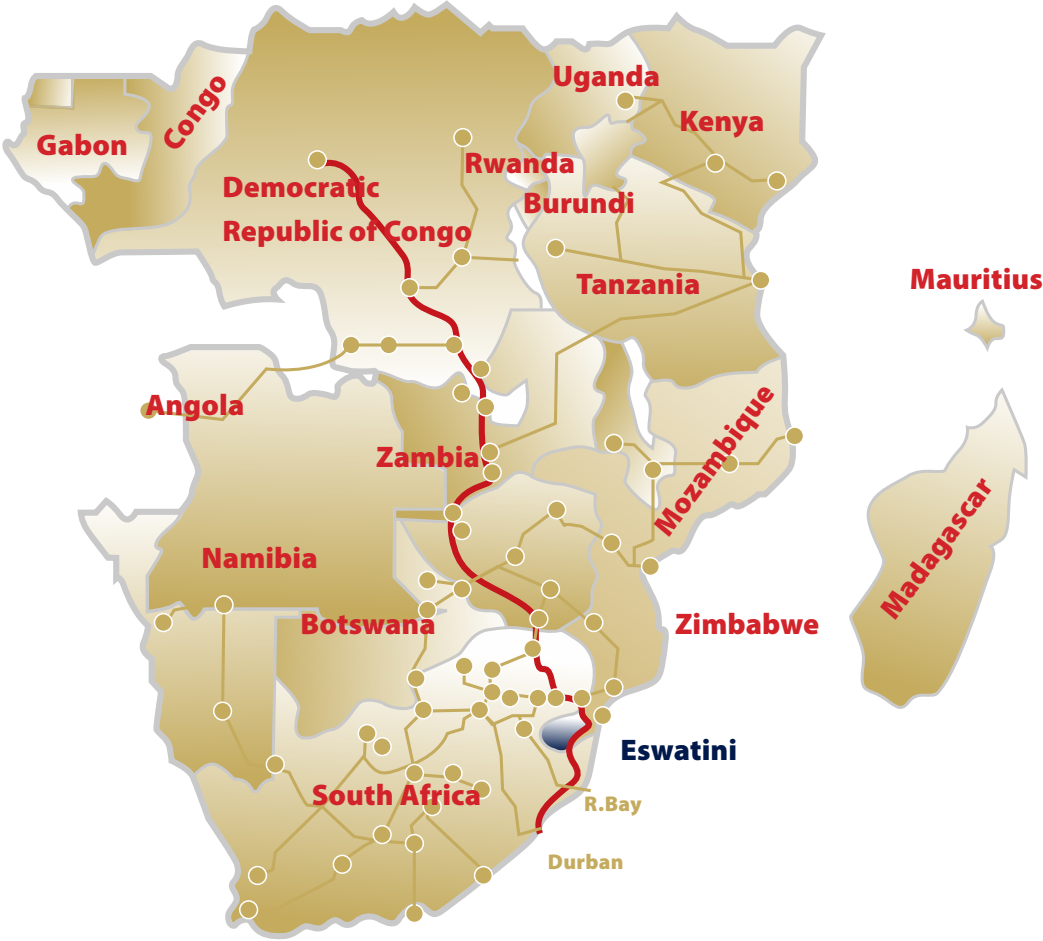 Uganda
Congo
Kenya
Gabon
Rwanda
Democratic
Republic of Congo
Burundi
Tanzania
Mauritius
Angola
Mozambique
Zambia
Madagascar
Namibia
Botswana
Zimbabwe
Eswatini
South Africa
R.Bay
Durban